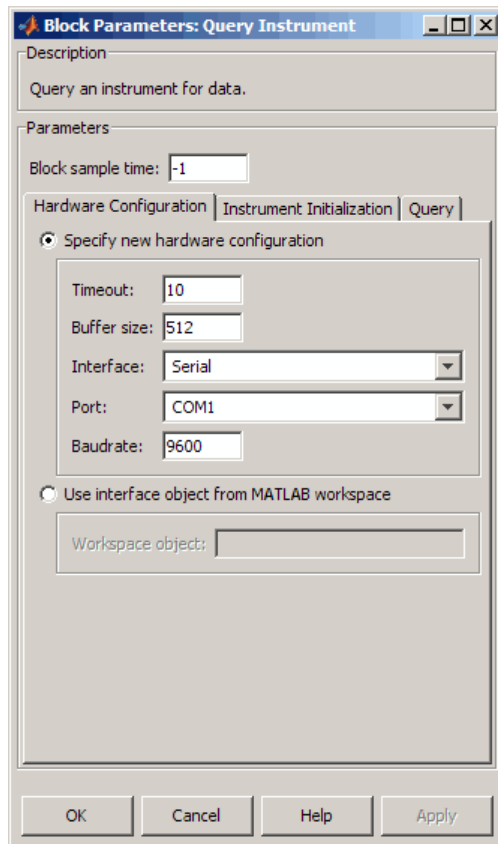 Block Parameters: Query Instrument
Description
Query an instrument for data.
Parameters
Block sample time: -1
Hardware Configuration Instrument Initialization Query
Specify new hardware configuration
Timeout: 10
Buffer size: 512
Interface: Serial
Port: COM1
Baudrate: 9600
Use interface object from MATLAB workspace
Workspace object:
OK Cancel Help Apply